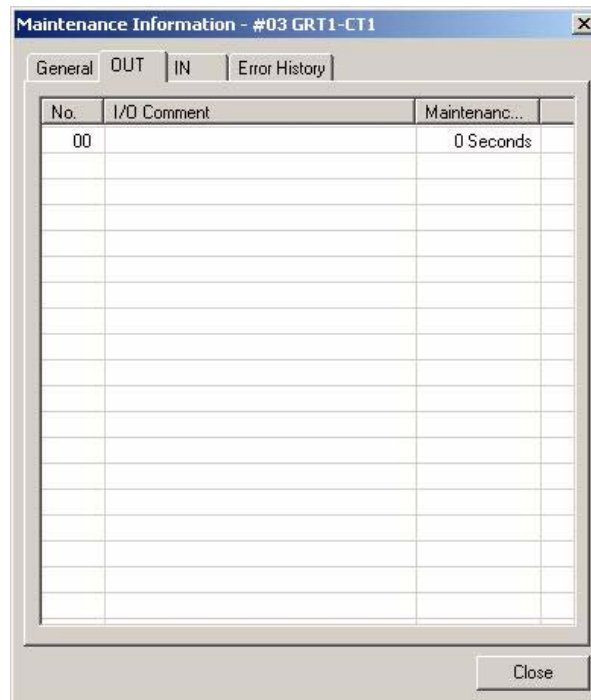 Maintenance Information - #03 GRT1-CT1
General OUT IN Error History
No. I/O Comment Maintenanc...
00 0 Seconds
Close